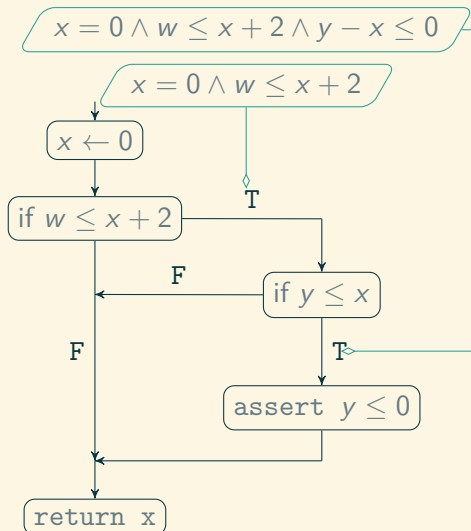 x = 0 ∧ w ≤ x + 2 ∧ y − x ≤ 0
x = 0 ∧ w ≤ x + 2
x ← 0
T
if w ≤ x + 2
F
if y ≤ x
F
T
assert y ≤ 0
return x